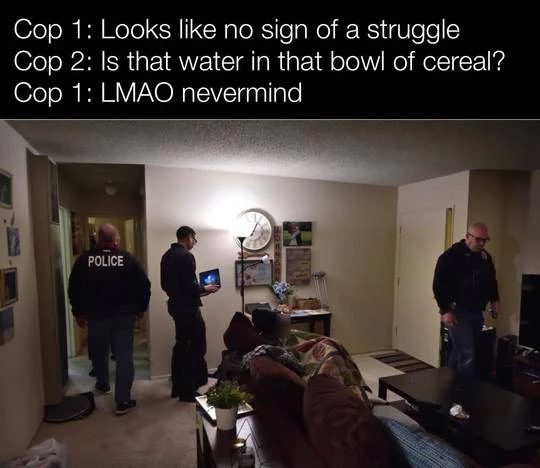 Cop 1: Looks like no sign of a struggle
Cop 2: Is that water in that bowl of cereal?
Cop 1: LMAO nevermind
POLICE